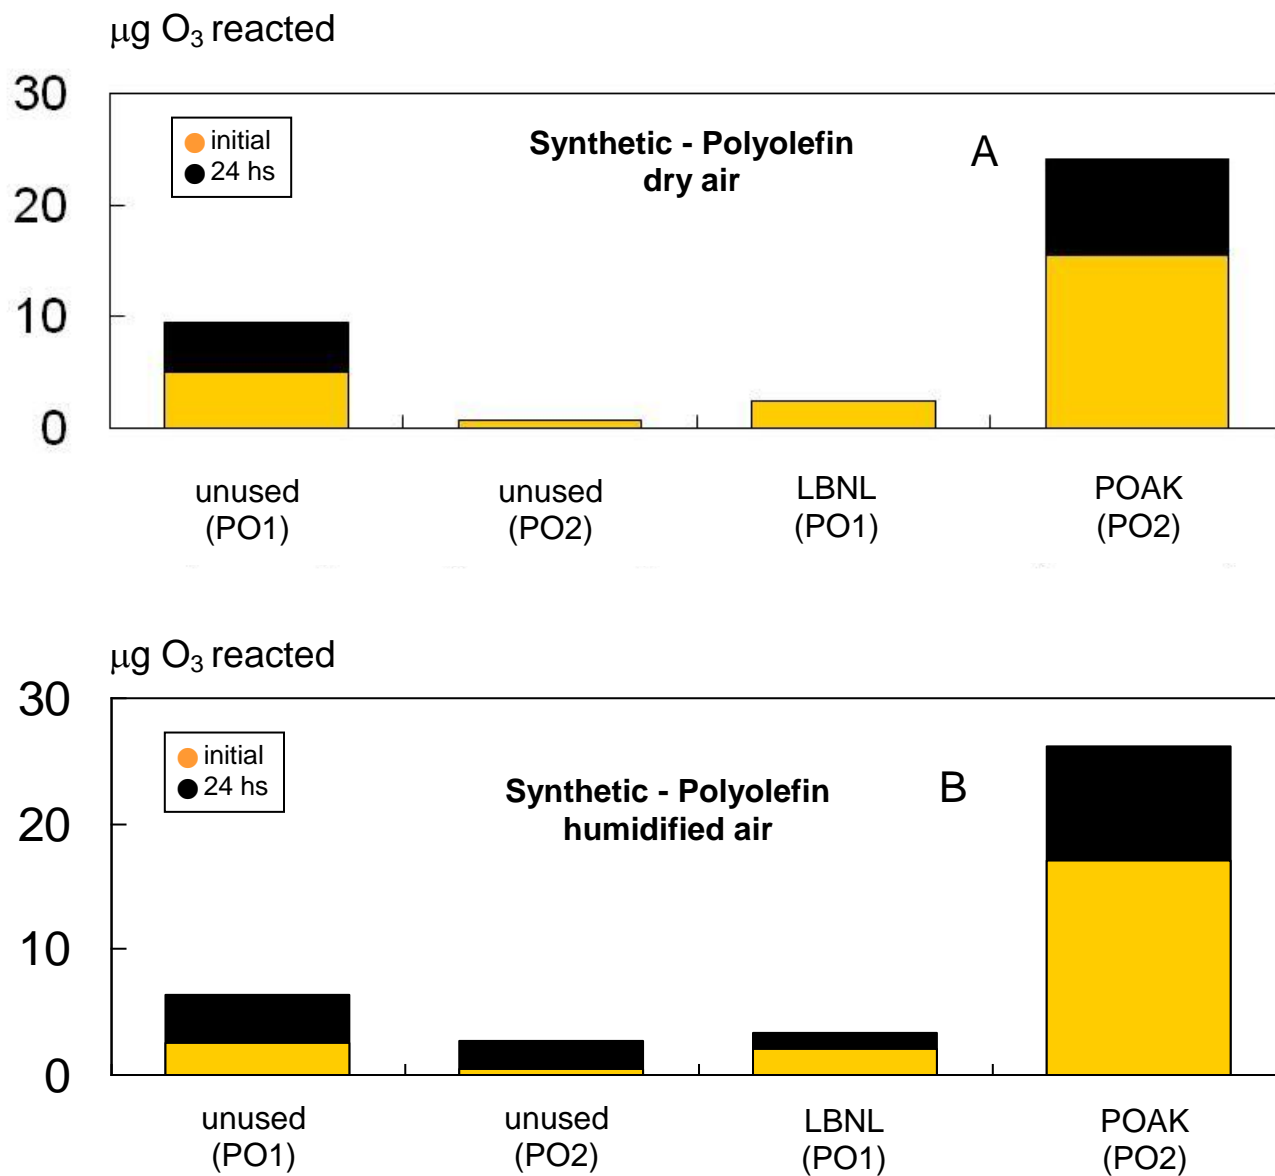 μg O₃ reacted
30
initial
24 hs
Synthetic - Polyolefin
dry air
A
20
10
0
unused
(PO1)
unused
(PO2)
LBNL
(PO1)
POAK
(PO2)
μg O₃ reacted
30
initial
24 hs
Synthetic - Polyolefin
humidified air
B
20
10
0
unused
(PO1)
unused
(PO2)
LBNL
(PO1)
POAK
(PO2)